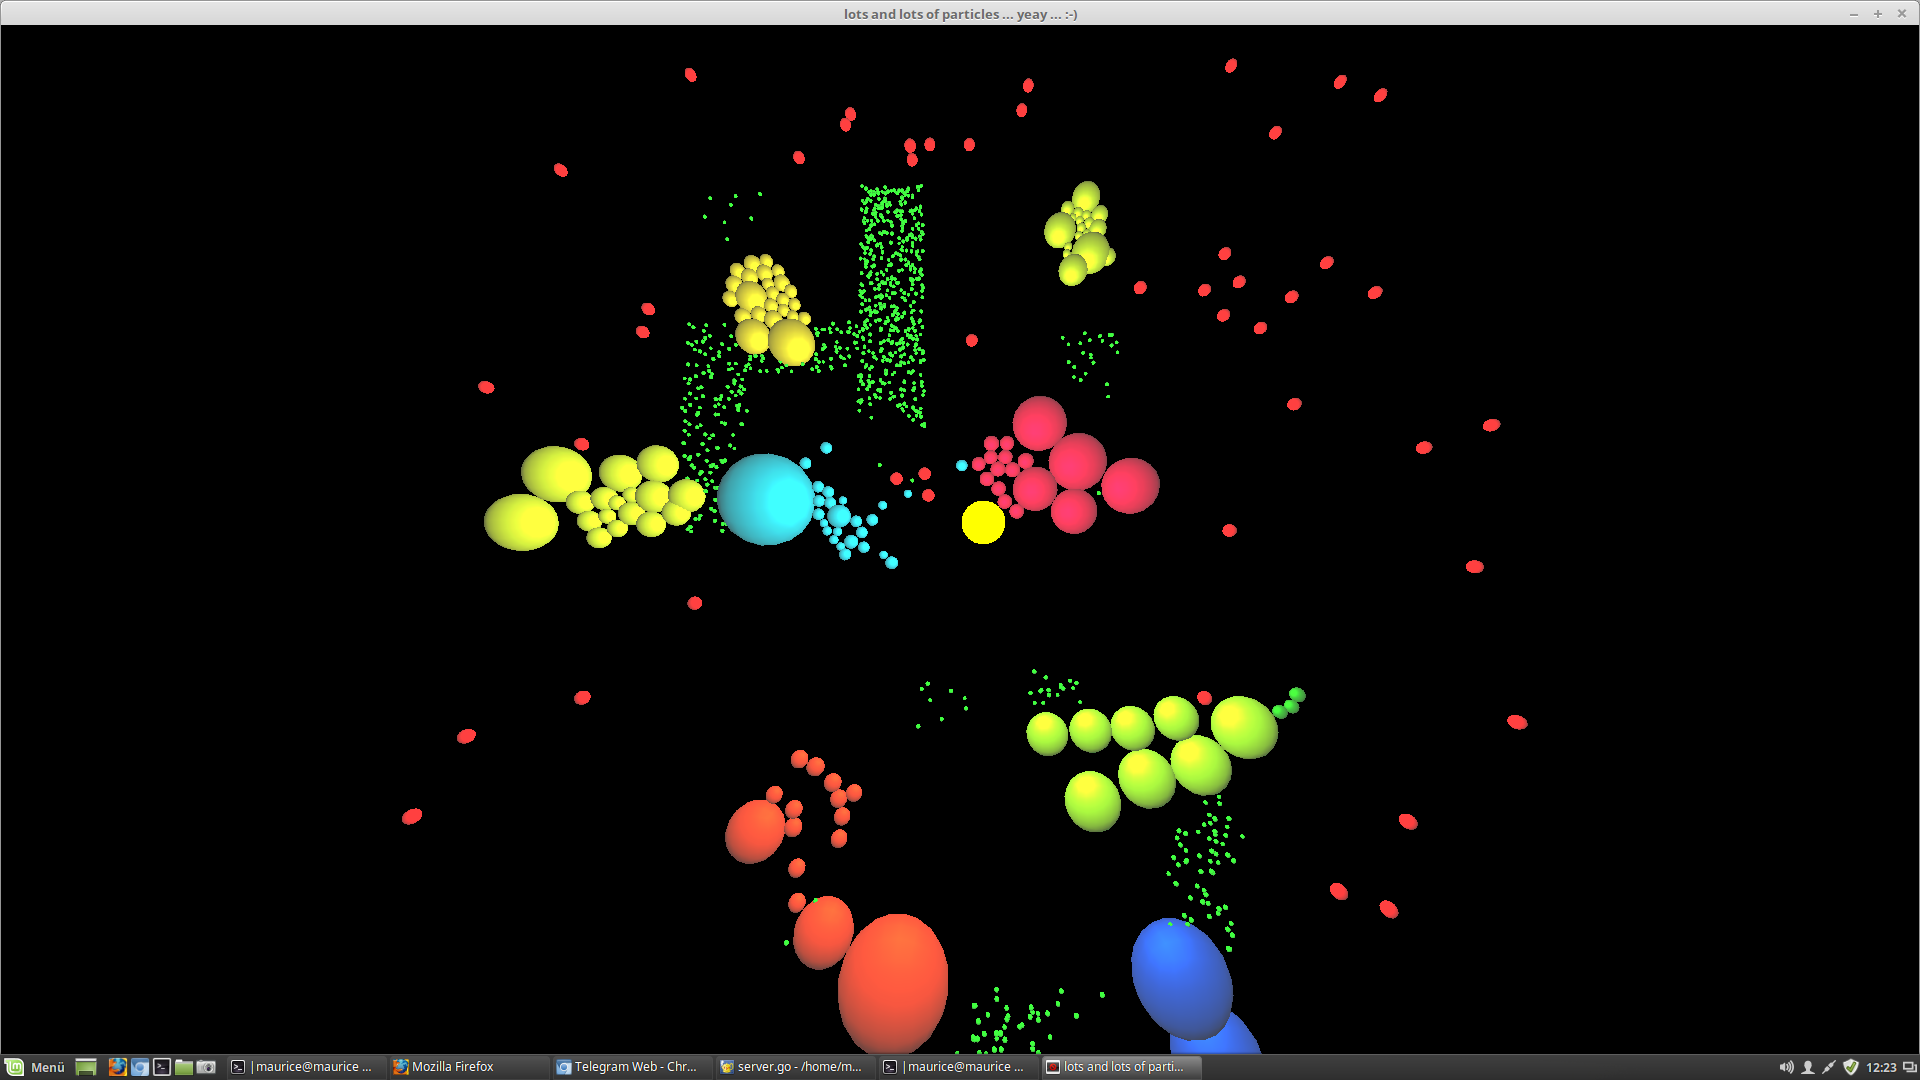 lots and lots of particles ... yeay ... :-)
Menü
|maurice@maurice ...
Mozilla Firefox
Telegram Web - Chr...
server.go - /home/m...
|maurice@maurice ...
lots and lots of parti...
12:23